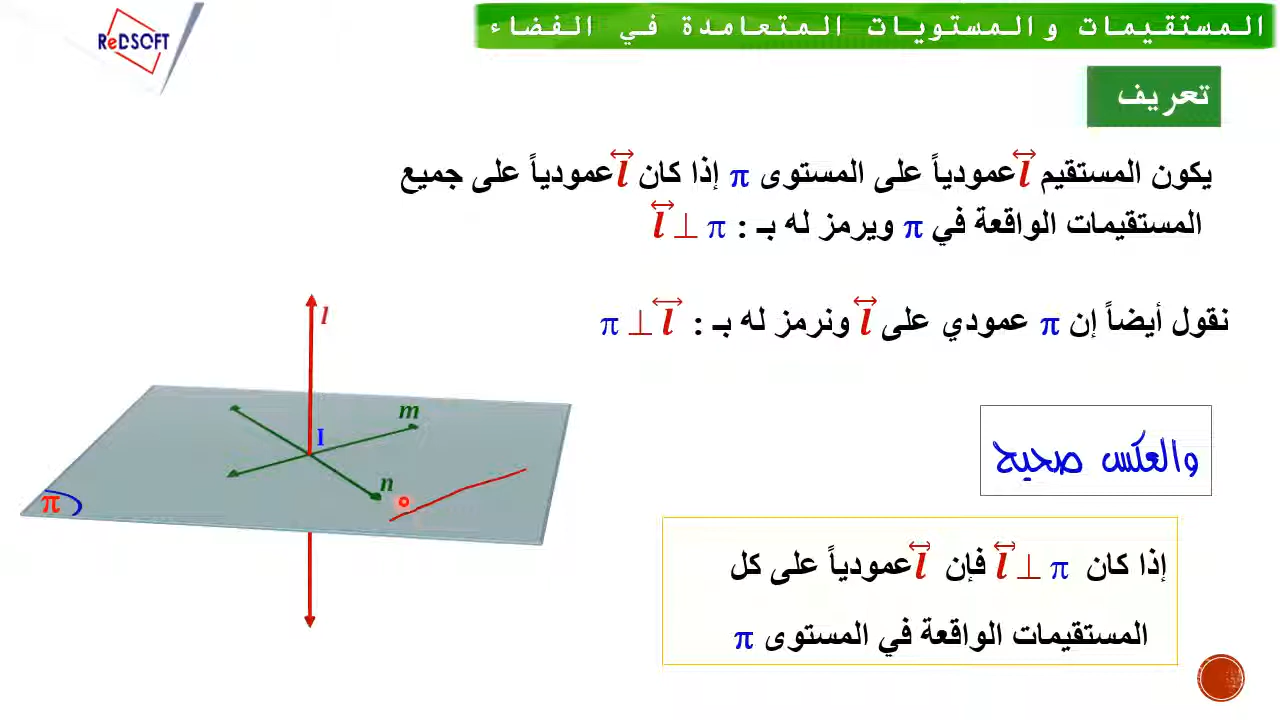 ReDSOFT
المستقيمات والمستويات المتعامدة في الفضاء
تعريف
يكون المستقيم l عمودياً على المستوى π إذا كان l عمودياً على جميع
المستقيمات الواقعة في π ويرمز له بـ : l ⊥ π
نقول أيضاً إن π عمودي على l ونرمز له بـ : π ⊥ l
والعكس صحيح
إذا كان l ⊥ π فإن l عمودياً على كل
المستقيمات الواقعة في المستوى π
l
m
I
n
π